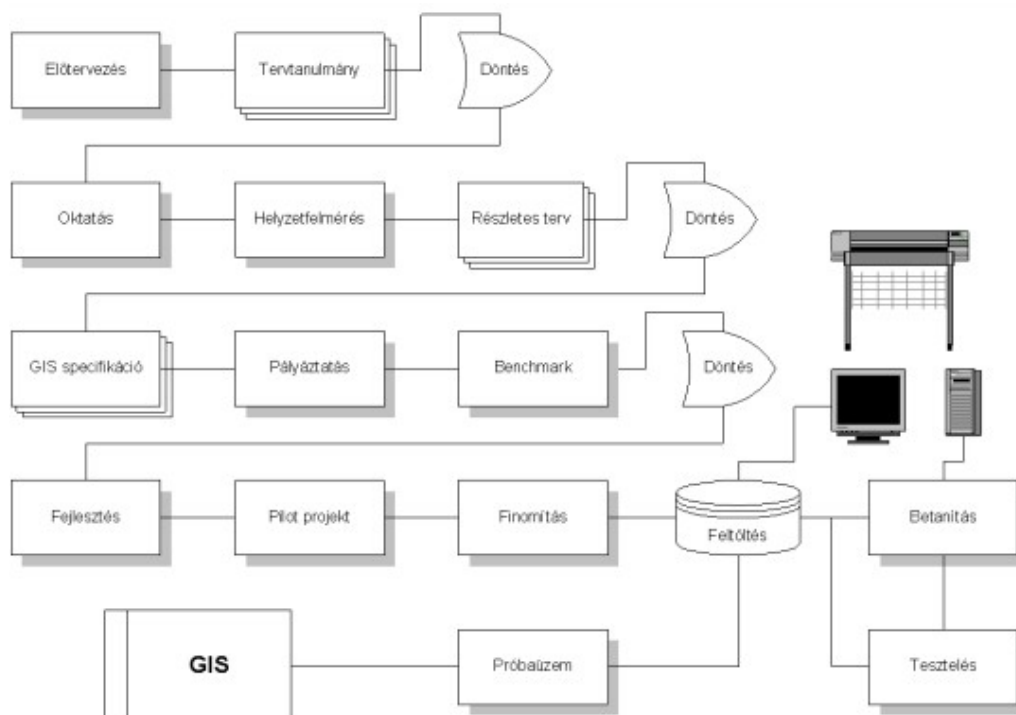 Előtervezés
Tervtanulmány
Döntés
Oktatás
Helyzetfelmérés
Részletes terv
Döntés
GIS specifikáció
Pályáztatás
Benchmark
Döntés
Fejlesztés
Pilot projekt
Finomítás
Feltöltés
Betanítás
GIS
Próbaüzem
Tesztelés